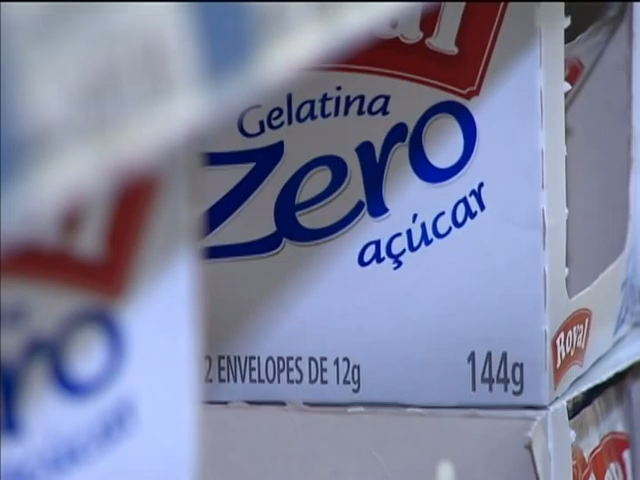 Gelatina
Zero
açúcar
2 ENVELOPES DE 12g
144g
Royal